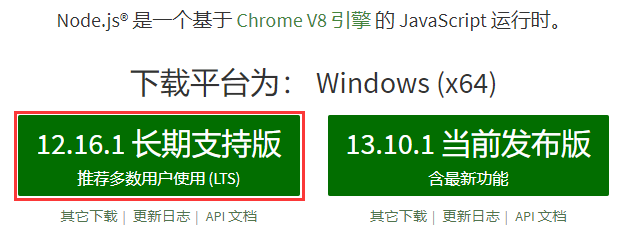 Node.js® 是一个基于 Chrome V8 引擎 的 JavaScript 运行时。
下载平台为： Windows (x64)
12.16.1 长期支持版
推荐多数用户使用 (LTS)
其它下载 | 更新日志 | API 文档
13.10.1 当前发布版
含最新功能
其它下载 | 更新日志 | API 文档